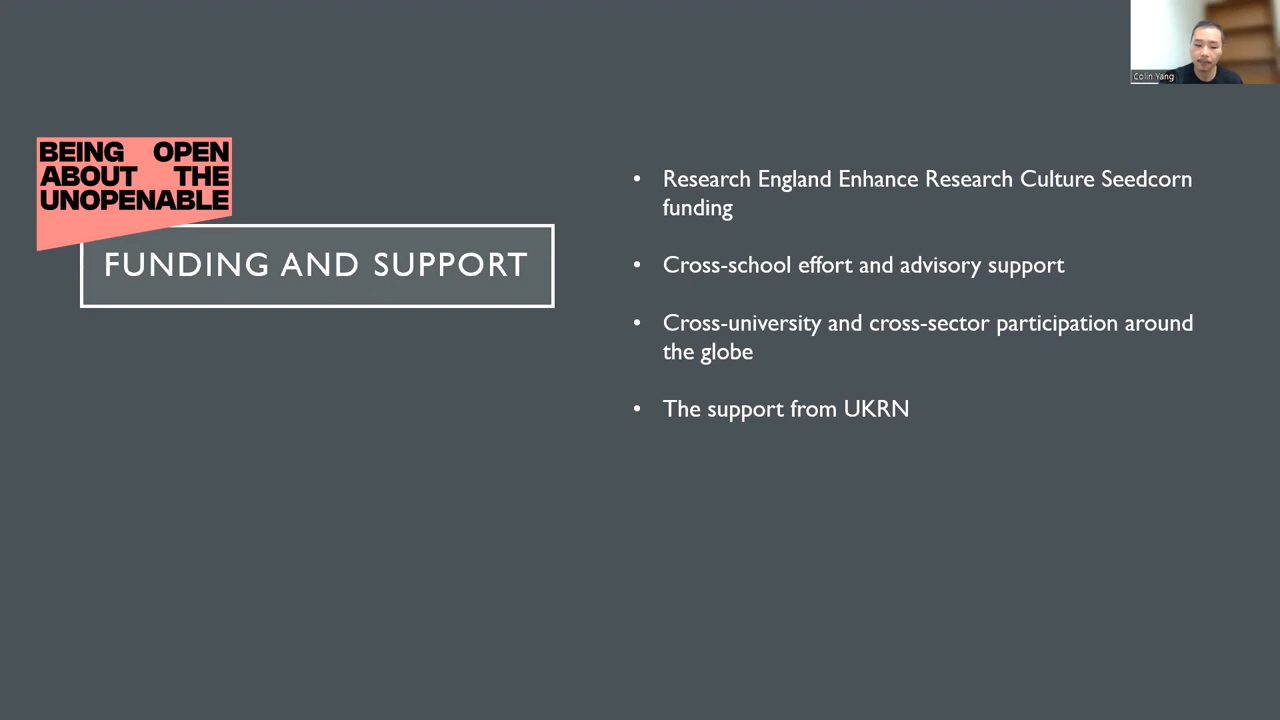 Colin Yang
BEING OPEN
ABOUT THE
UNOPENABLE
FUNDING AND SUPPORT
• Research England Enhance Research Culture Seedcorn
funding
• Cross-school effort and advisory support
• Cross-university and cross-sector participation around
the globe
• The support from UKRN